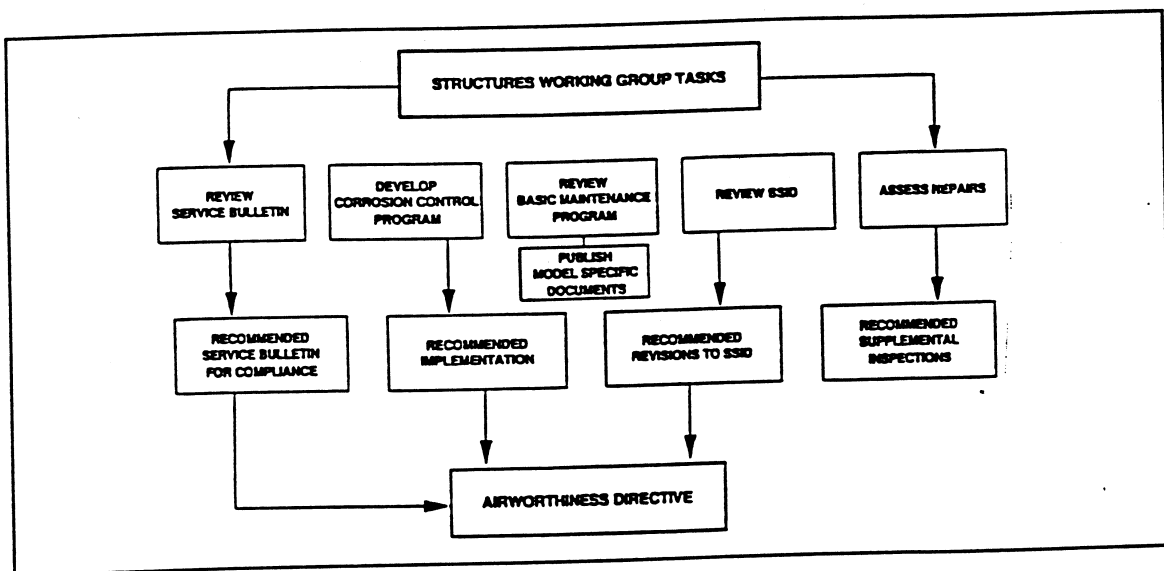 STRUCTURES WORKING GROUP TASKS
REVIEW
SERVICE BULLETIN
DEVELOP
CORROSION CONTROL
PROGRAM
REVIEW
BASIC MAINTENANCE
PROGRAM
REVIEW SSID
ASSESS REPAIRS
PUBLISH
MODEL SPECIFIC
DOCUMENTS
RECOMMENDED
SERVICE BULLETIN
FOR COMPLIANCE
RECOMMENDED
IMPLEMENTATION
RECOMMENDED
REVISIONS TO SSID
RECOMMENDED
SUPPLEMENTAL
INSPECTIONS
AIRWORTHINESS DIRECTIVE